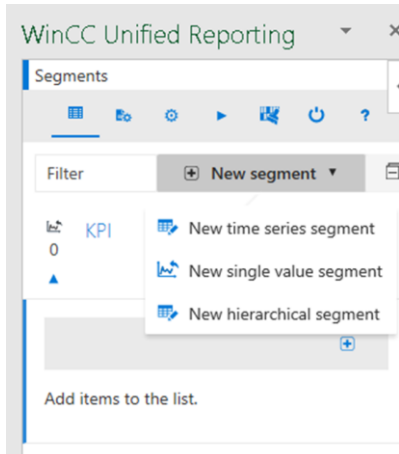 WinCC Unified Reporting
Segments
?
Filter
New segment
KPI
0
New time series segment
New single value segment
New hierarchical segment
Add items to the list.